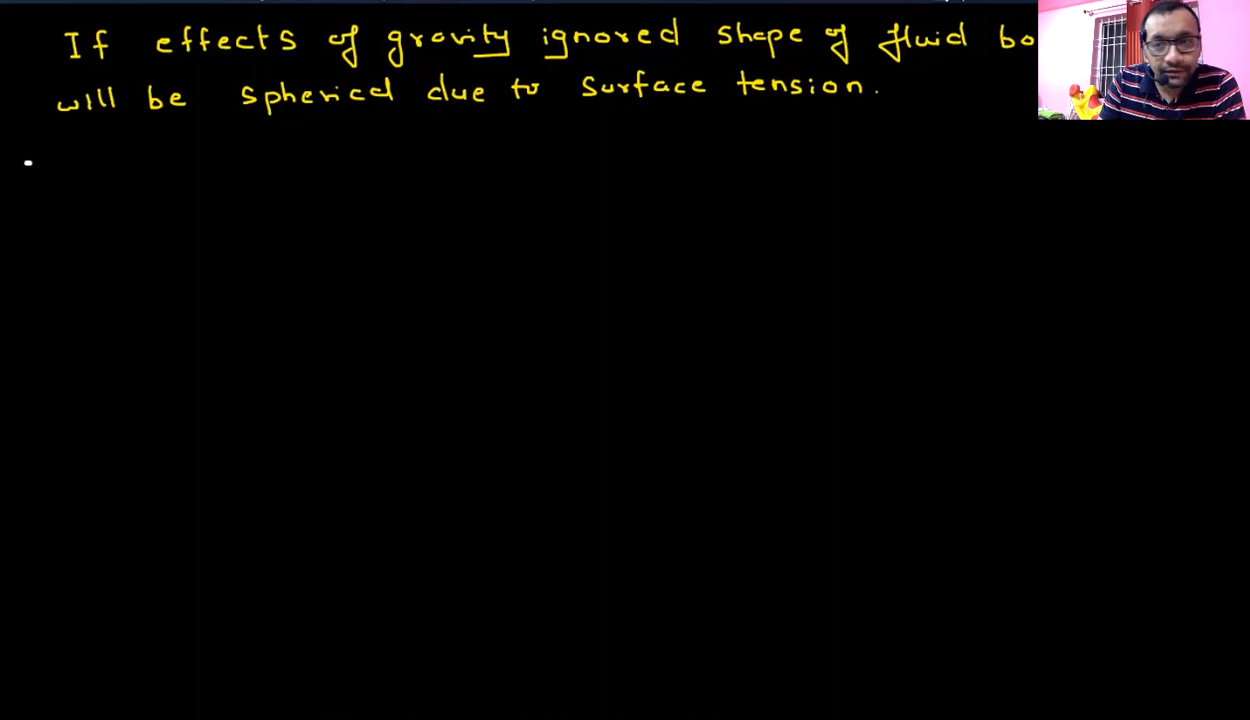 If effects of gravity ignored shape of fluid bo
will be spherical due to surface tension.